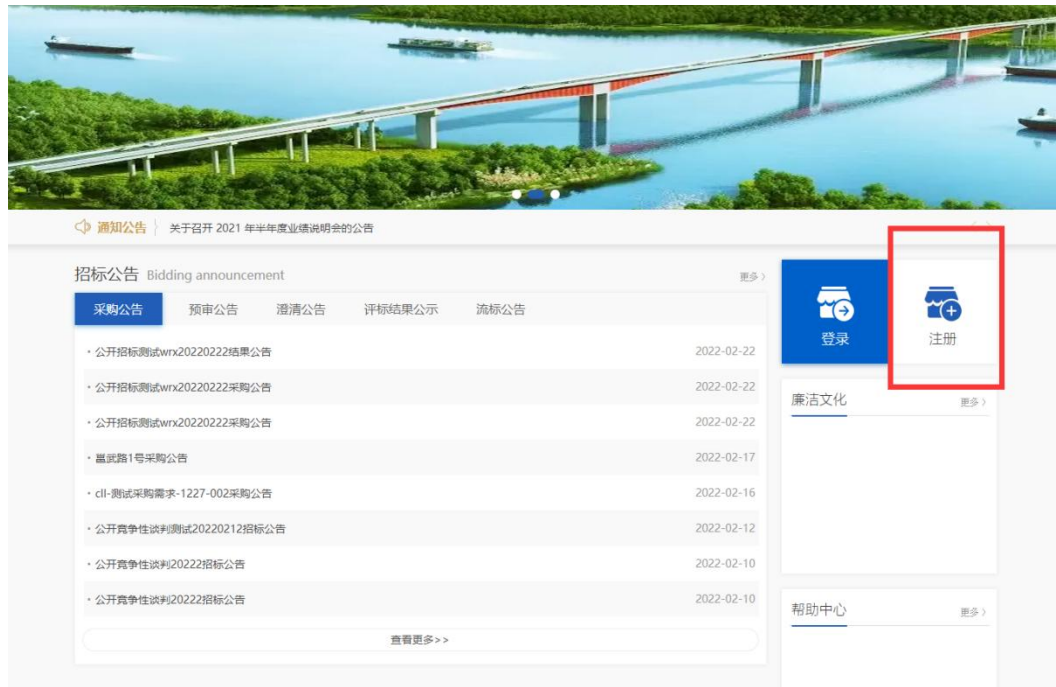 通知公告 关于召开 2021 年半年度业绩说明会的公告
招标公告 Bidding announcement 更多
采购公告 预审公告 澄清公告 评标结果公示 流标公告
· 公开招标测试wrx20220222结果公告 2022-02-22
· 公开招标测试wrx20220222采购公告 2022-02-22
· 公开招标测试wrx20220222采购公告 2022-02-22
· 邕武路1号采购公告 2022-02-17
· cll-测试采购需求-1227-002采购公告 2022-02-16
· 公开竞争性谈判测试20220212招标公告 2022-02-12
· 公开竞争性谈判20222招标公告 2022-02-10
· 公开竞争性谈判20222招标公告 2022-02-10
查看更多>>
登录
注册
廉洁文化 更多
帮助中心 更多